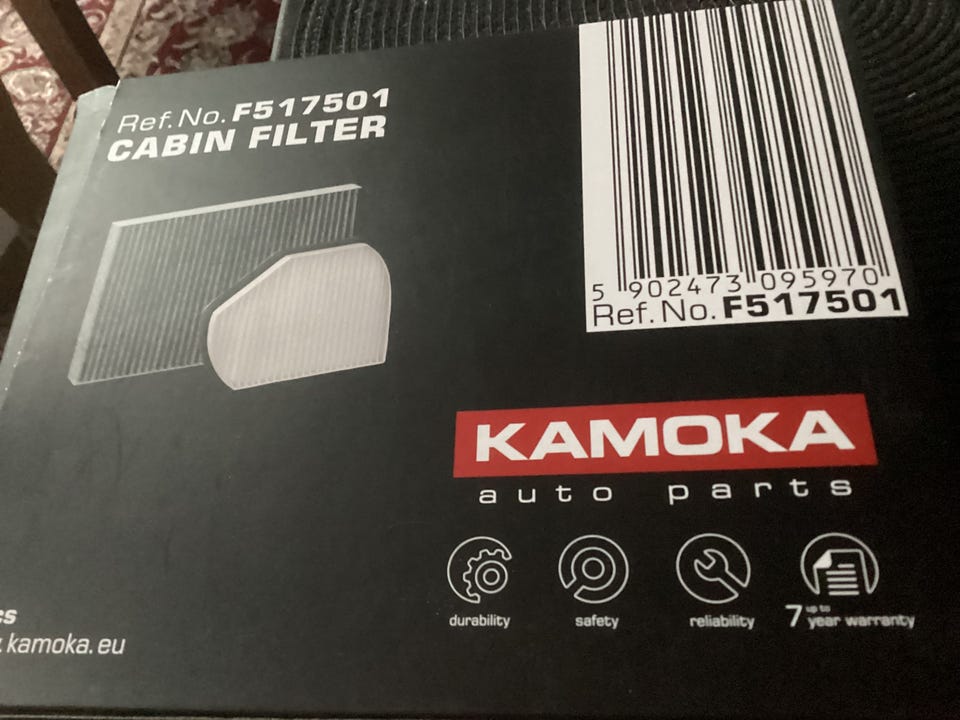 Ref. No. F517501
CABIN FILTER
5 902473 095970
Ref. No. F517501
KAMOKA
auto parts
durability
safety
reliability
7 up to year warranty
kamoka.eu